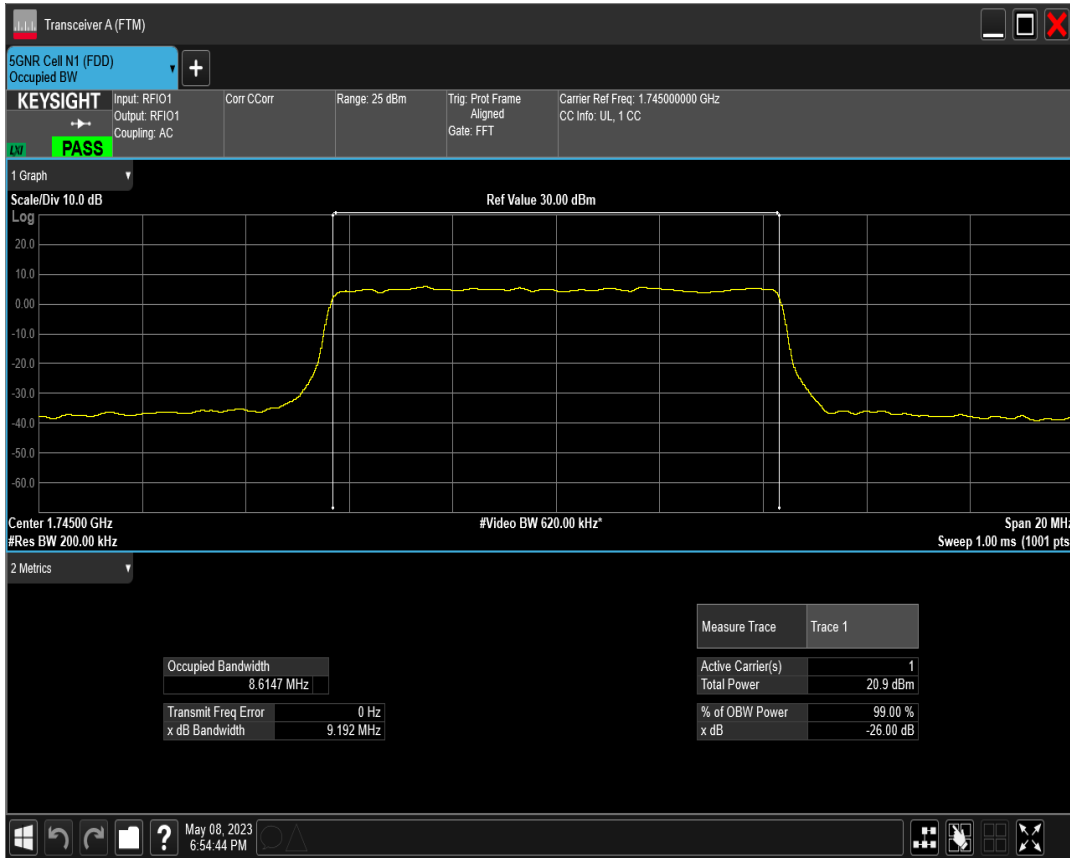 Transceiver A (FTM)
5GNR Cell N1 (FDD)
Occupied BW
+
KEYSIGHT
LXI
PASS
Input: RFIO1
Output: RFIO1
Coupling: AC
Corr CCorr
Range: 25 dBm
Trig: Prot Frame
Aligned
Gate: FFT
Carrier Ref Freq: 1.745000000 GHz
CC Info: UL, 1 CC
1 Graph
Scale/Div 10.0 dB
Ref Value 30.00 dBm
Log
20.0
10.0
0.00
-10.0
-20.0
-30.0
-40.0
-50.0
-60.0
Center 1.74500 GHz
#Video BW 620.00 kHz*
Span 20 MHz
#Res BW 200.00 kHz
Sweep 1.00 ms (1001 pts
2 Metrics
Measure Trace Trace 1
Occupied Bandwidth
8.6147 MHz
Active Carrier(s) 1
Total Power 20.9 dBm
Transmit Freq Error 0 Hz
x dB Bandwidth 9.192 MHz
% of OBW Power 99.00 %
x dB -26.00 dB
?
May 08, 2023
6:54:44 PM